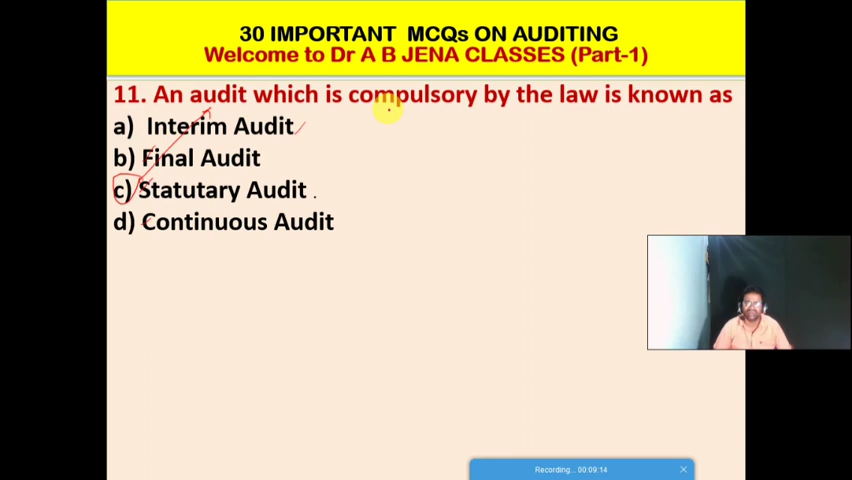 30 IMPORTANT MCQs ON AUDITING
Welcome to Dr A B JENA CLASSES (Part-1)
11. An audit which is compulsory by the law is known as
a) Interim Audit
b) Final Audit
c) Statutary Audit .
d) Continuous Audit
Recording... 00:09:14